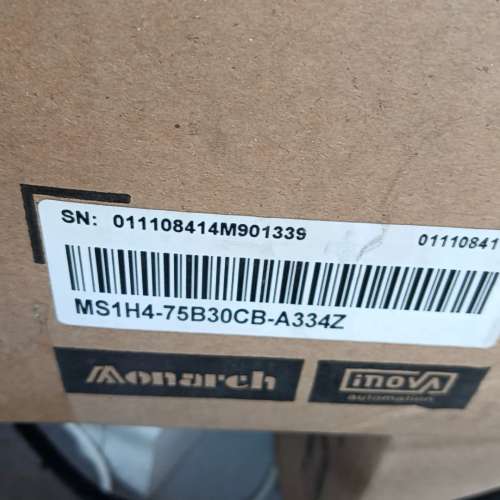 SN: 011108414M901339 01110841
MS1H4-75B30CB-A334Z
Monarch inovA
automation